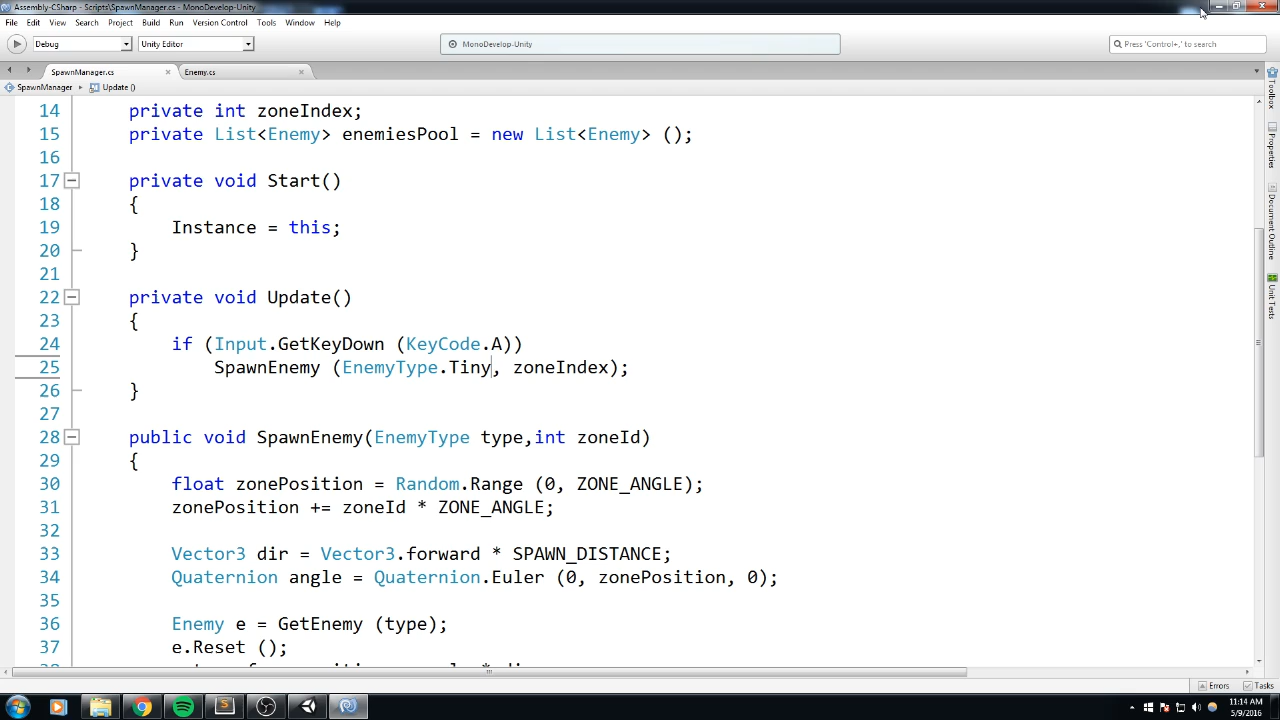 Assembly-CSharp - Scripts\SpawnManager.cs - MonoDevelop-Unity
File Edit View Search Project Build Run Version Control Tools Window Help
Debug Unity Editor MonoDevelop-Unity Press 'Control+,' to search
SpawnManager.cs Enemy.cs
SpawnManager Update ()
14 private int zoneIndex;
15 private List<Enemy> enemiesPool = new List<Enemy> ();
16
17 private void Start()
18 {
19 Instance = this;
20 }
21
22 private void Update()
23 {
24 if (Input.GetKeyDown (KeyCode.A))
25 SpawnEnemy (EnemyType.Tiny, zoneIndex);
26 }
27
28 public void SpawnEnemy(EnemyType type,int zoneId)
29 {
30 float zonePosition = Random.Range (0, ZONE_ANGLE);
31 zonePosition += zoneId * ZONE_ANGLE;
32
33 Vector3 dir = Vector3.forward * SPAWN_DISTANCE;
34 Quaternion angle = Quaternion.Euler (0, zonePosition, 0);
35
36 Enemy e = GetEnemy (type);
37 e.Reset ();
Toolbox
Properties
Document Outline
Unit Tests
Errors Tasks
11:14 AM
5/9/2016